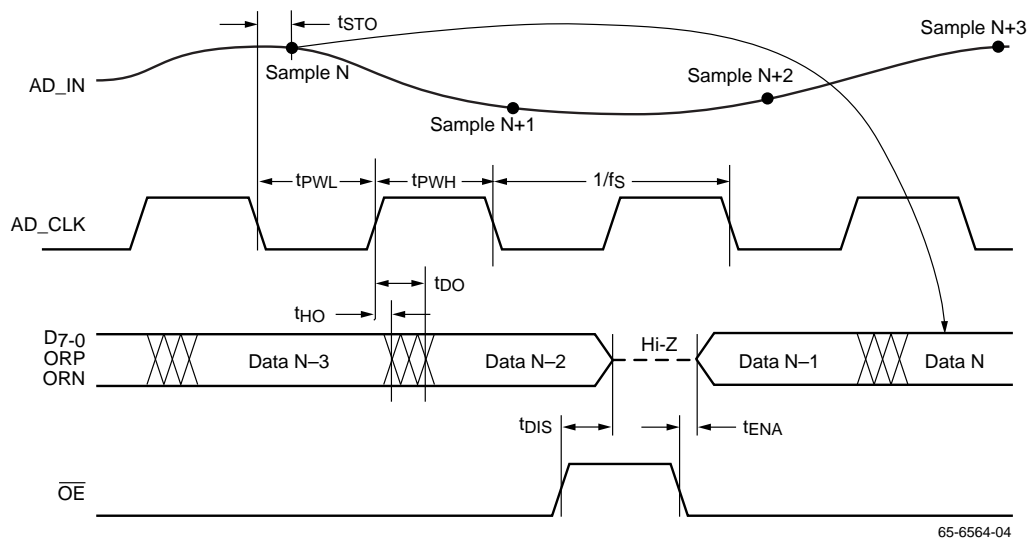 tSTO
Sample N+3
Sample N
Sample N+2
AD_IN
Sample N+1
tPWL
tPWH
1/fS
AD_CLK
tDO
tHO
D7-0
ORP
ORN
Data N–3
Data N–2
Hi-Z
Data N–1
Data N
tDIS
tENA
OE
65-6564-04